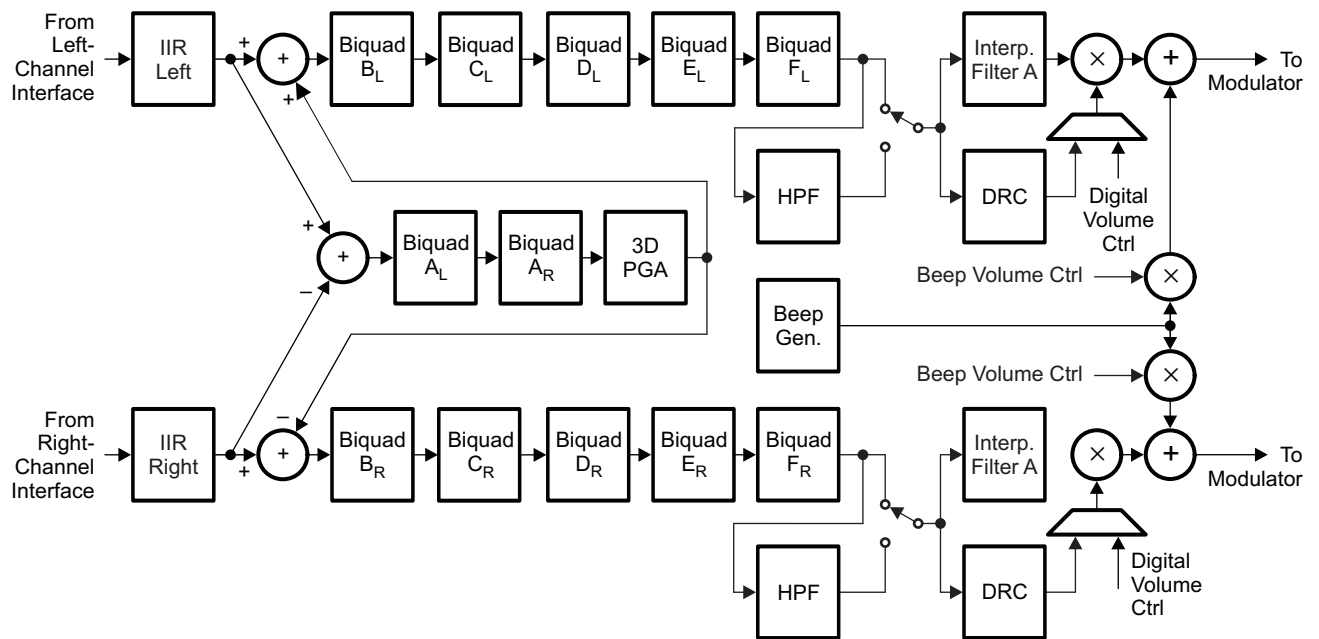 From
Left-
Channel
Interface
IIR
Left
+
+
+
Biquad
BL
Biquad
CL
Biquad
DL
Biquad
EL
Biquad
FL
Interp.
Filter A
×
+
To
Modulator
HPF
DRC
Digital
Volume
Ctrl
+
+
–
Biquad
AL
Biquad
AR
3D
PGA
Beep
Gen.
Beep Volume Ctrl
×
Beep Volume Ctrl
×
From
Right-
Channel
Interface
IIR
Right
–
+
+
Biquad
BR
Biquad
CR
Biquad
DR
Biquad
ER
Biquad
FR
Interp.
Filter A
×
+
To
Modulator
HPF
DRC
Digital
Volume
Ctrl